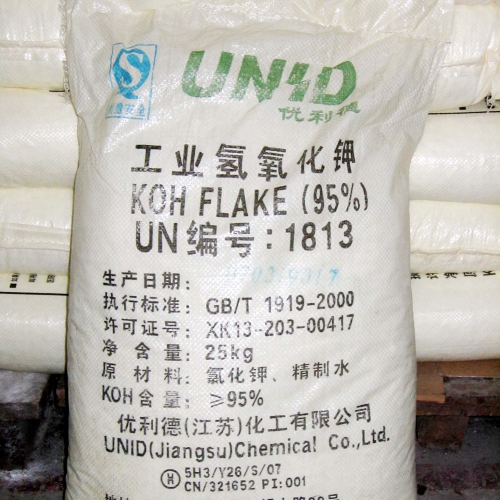 UNID
优利德
工业氢氧化钾
KOH FLAKE (95%)
UN编号:1813
生产日期:
执行标准: GB/T 1919-2000
许可证号: XK13-203-00417
净 含 量: 25kg
原 材 料: 氯化钾、精制水
KOH含量: ≥95%
优利德(江苏)化工有限公司
UNID(Jiangsu)Chemical Co.,Ltd.
5H3/Y26/S/07
CN/321652 PI:001